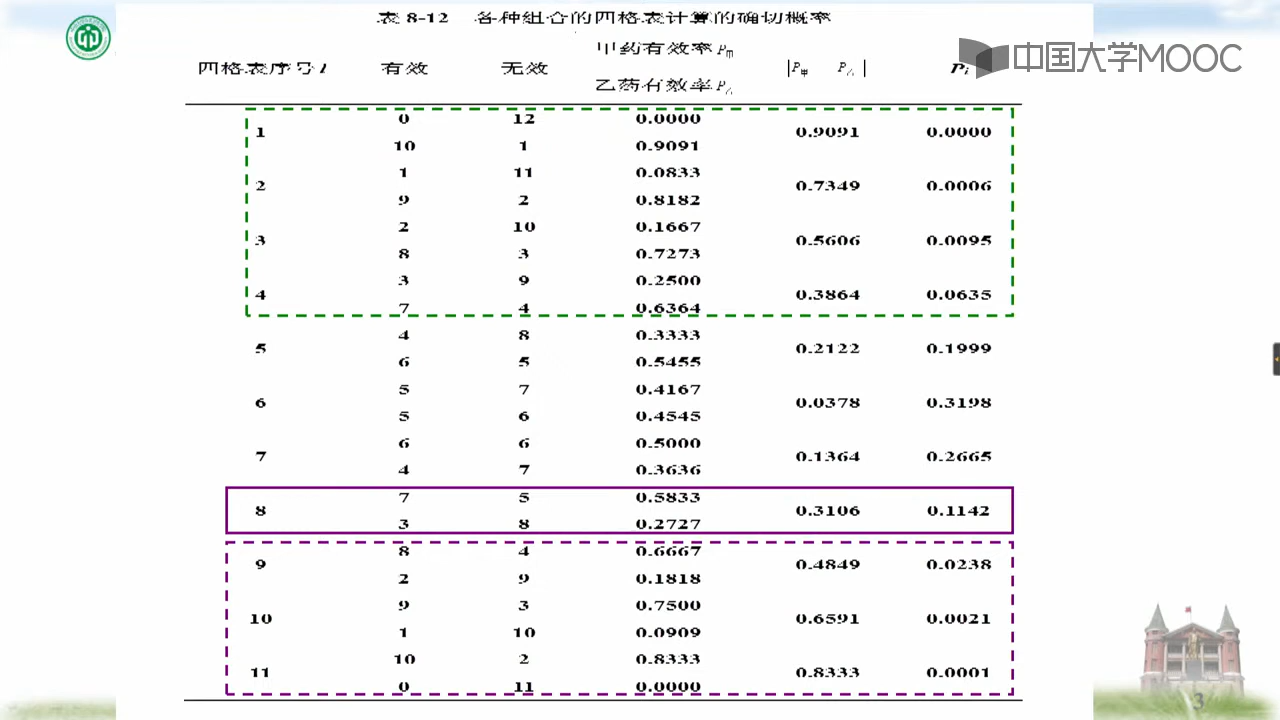 表 8-12 各种组合的四格表计算的确切概率
中国大学MOOC
四格表序号 i 有效 无效 甲药有效率 P甲 |P甲 P乙| Pi
乙药有效率 P乙
1 0 12 0.0000 0.9091 0.0000
10 1 0.9091
2 1 11 0.0833 0.7349 0.0006
9 2 0.8182
3 2 10 0.1667 0.5606 0.0095
8 3 0.7273
4 3 9 0.2500 0.3864 0.0635
7 4 0.6364
5 4 8 0.3333 0.2122 0.1999
6 5 0.5455
6 5 7 0.4167 0.0378 0.3198
5 6 0.4545
7 6 6 0.5000 0.1364 0.2665
4 7 0.3636
8 7 5 0.5833 0.3106 0.1142
3 8 0.2727
9 8 4 0.6667 0.4849 0.0238
2 9 0.1818
10 9 3 0.7500 0.6591 0.0021
1 10 0.0909
11 10 2 0.8333 0.8333 0.0001
0 11 0.0000
3